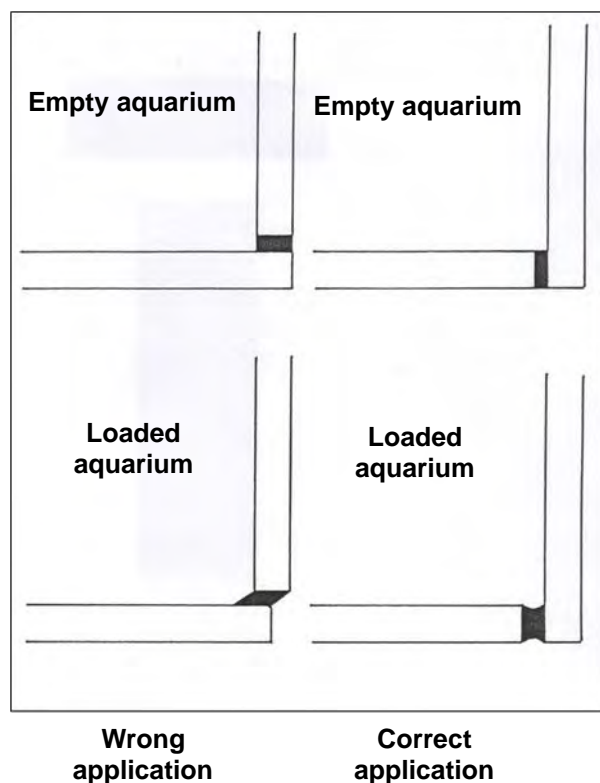 Empty aquarium
Empty aquarium
Loaded
aquarium
Loaded
aquarium
Wrong
application
Correct
application